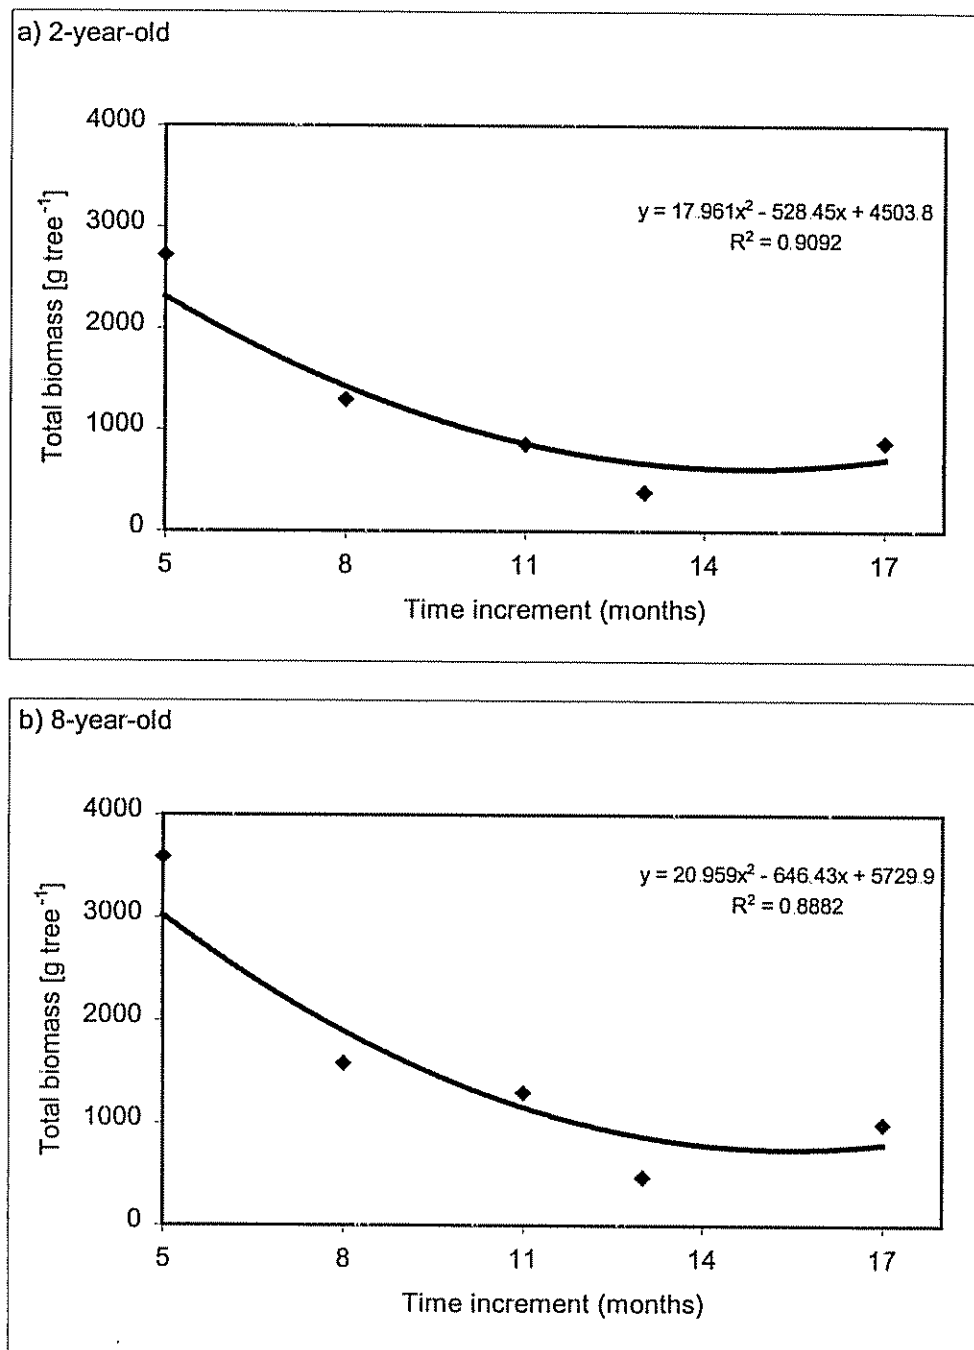 a) 2-year-old
4000
3000
2000
1000
0
Total biomass [g tree⁻¹]
y = 17.961x² - 528.45x + 4503.8
R² = 0.9092
5 8 11 14 17
Time increment (months)
b) 8-year-old
4000
3000
2000
1000
0
Total biomass [g tree⁻¹]
y = 20.959x² - 646.43x + 5729.9
R² = 0.8882
5 8 11 14 17
Time increment (months)